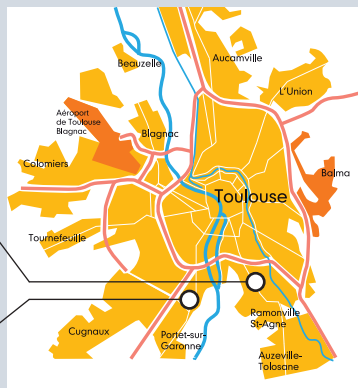 Beauzelle
Aucamville
L'Union
Aéroport
de Toulouse
Blagnac
Blagnac
Colomiers
Balma
Toulouse
Tournefeuille
Ramonville
St-Agne
Cugnaux
Portet-sur-
Garonne
Auzeville-
Tolosane